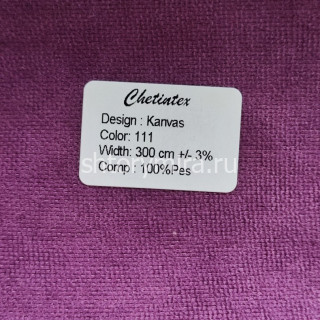 Chetintex
Design : Kanvas
Color: 111
Width: 300 cm +/- 3%
Comp : 100%Pes